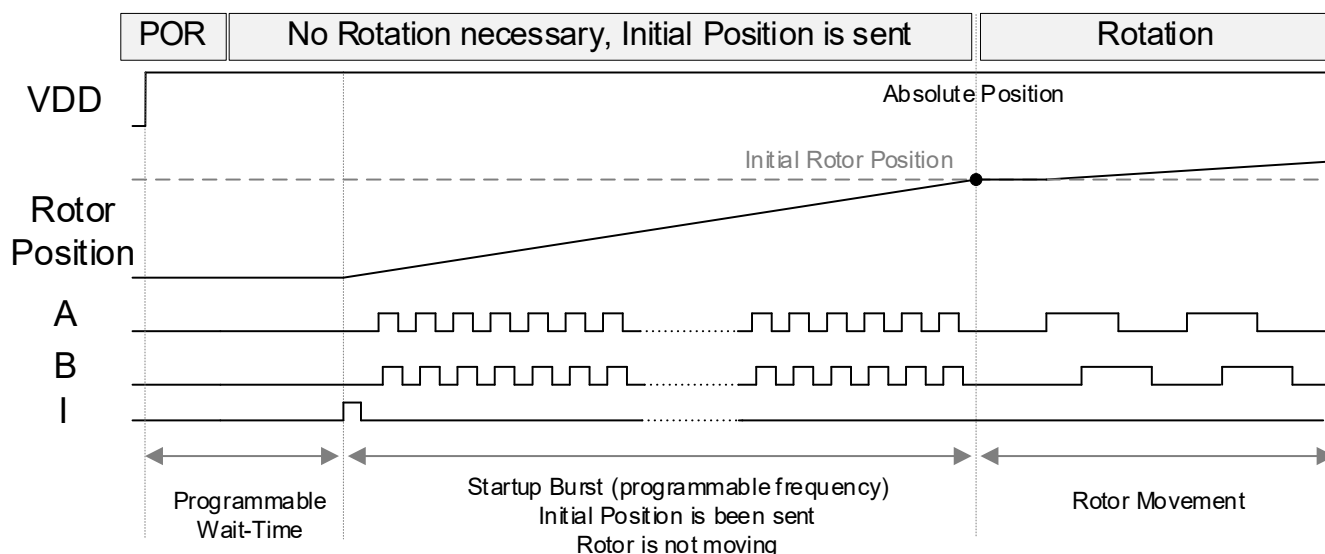 POR
No Rotation necessary, Initial Position is sent
Rotation
VDD
Absolute Position
Initial Rotor Position
Rotor
Position
A
B
I
Programmable
Wait-Time
Startup Burst (programmable frequency)
Initial Position is been sent
Rotor is not moving
Rotor Movement